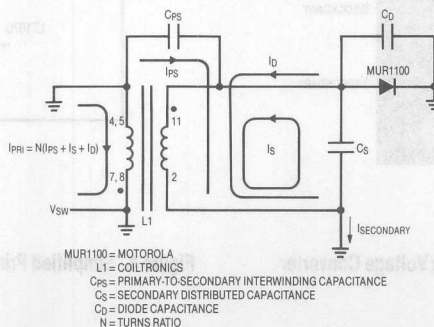 CPS
CD
IPS
ID
MUR1100
4, 5
11
IPRI = N(IPS + IS + ID)
IS
CS
7, 8
2
VSW
L1
ISECONDARY
MUR1100 = MOTOROLA
L1 = COILTRONICS
CPS = PRIMARY-TO-SECONDARY INTERWINDING CAPACITANCE
CS = SECONDARY DISTRIBUTED CAPACITANCE
CD = DIODE CAPACITANCE
N = TURNS RATIO